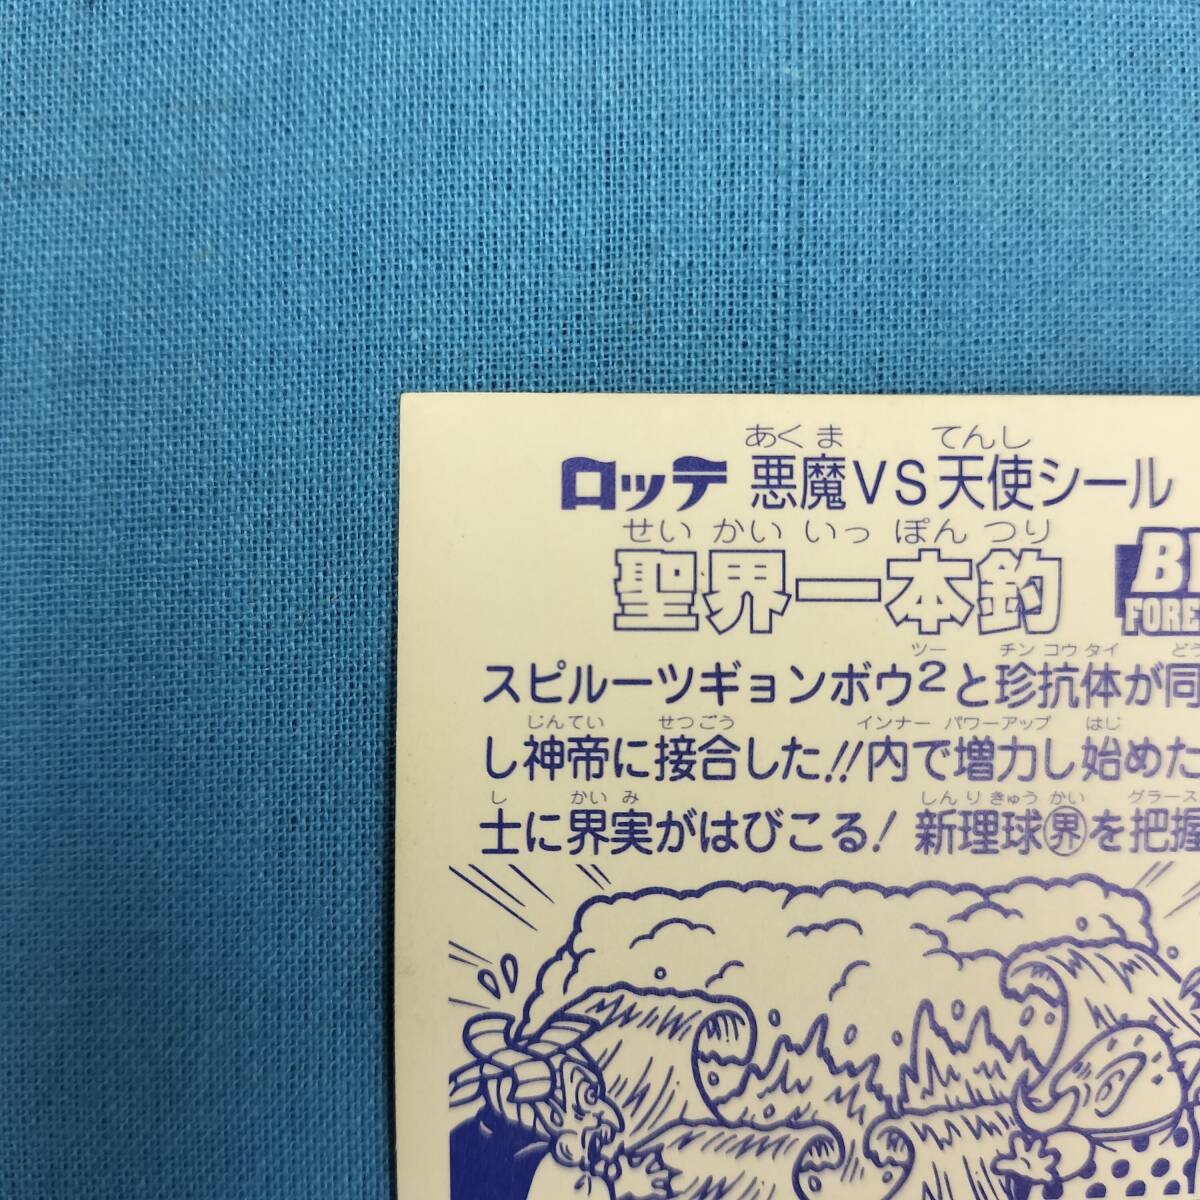 あくま てんし
ロッテ 悪魔VS天使シール
せい かい いっ ぽん つり
聖界一本釣
FORE
ツー チン コウ タイ どう
スピルーツギョンボウ2と珍抗体が同
じんてい せつごう インナー パワーアップ はじ
し神帝に接合した!!内で増力し始めた
し かい み しんりきゅう かい グラース
士に界実がはびこる! 新理球㊩を把握